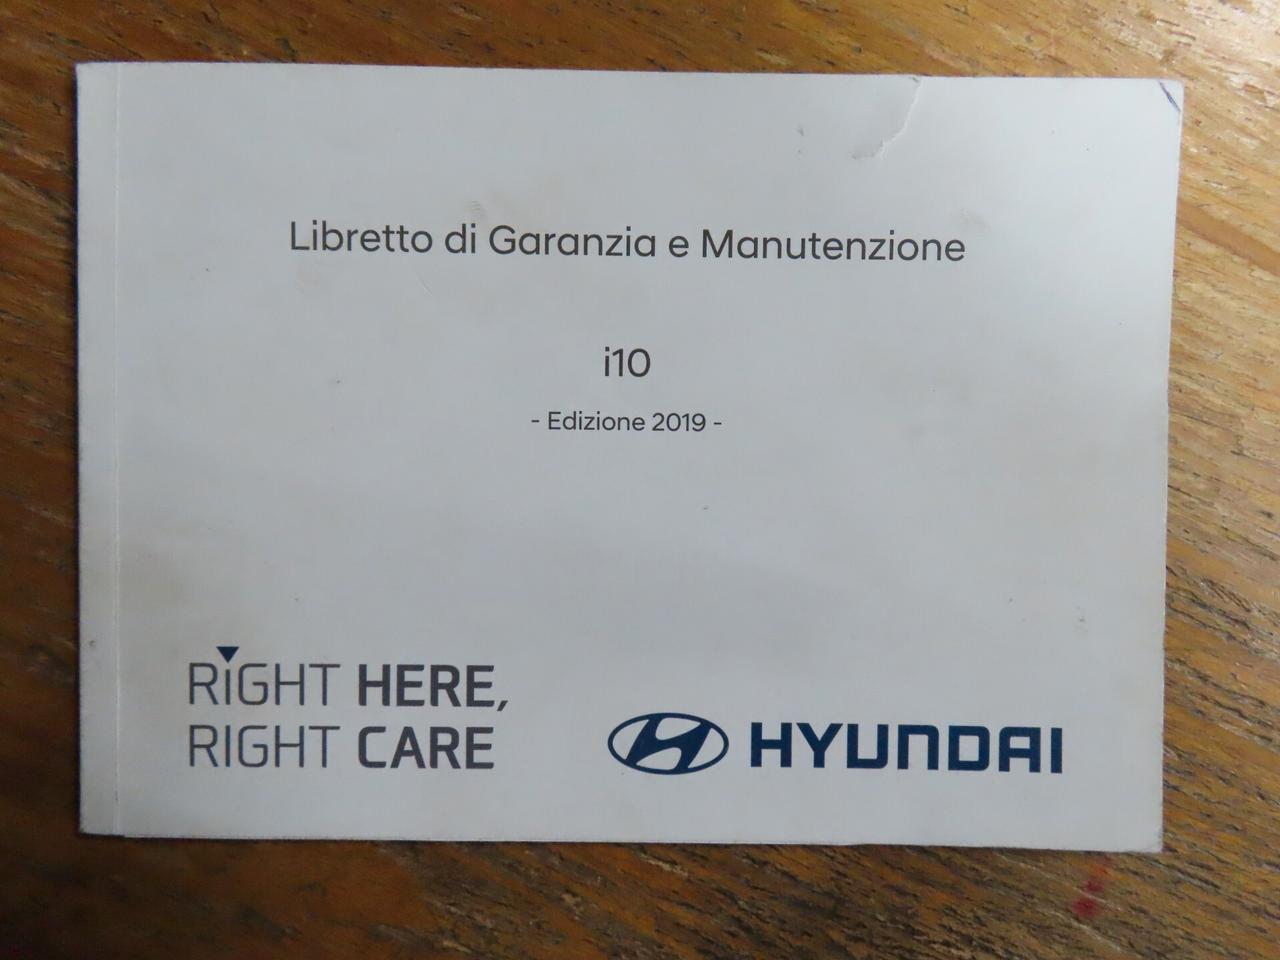 Libretto di Garanzia e Manutenzione
i10
- Edizione 2019 -
RIGHT HERE,
RIGHT CARE
HYUNDAI